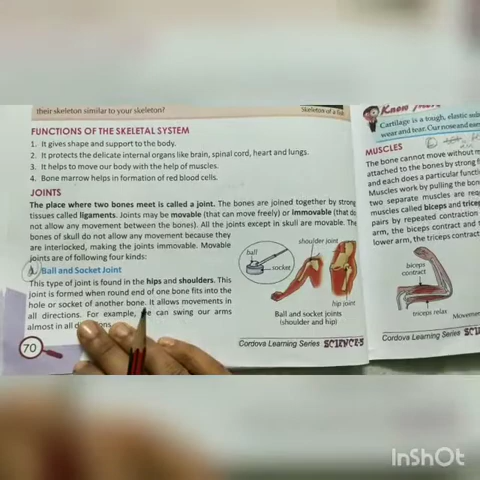 their skeleton similar to your skeleton?
Skeleton of a fish
FUNCTIONS OF THE SKELETAL SYSTEM
1. It gives shape and support to the body.
2. It protects the delicate internal organs like brain, spinal cord, heart and lungs.
3. It helps to move our body with the help of muscles.
4. Bone marrow helps in formation of red blood cells.
JOINTS
The place where two bones meet is called a joint. The bones are joined together by strong
tissues called ligaments. Joints may be movable (that can move freely) or immovable (that do
not allow any movement between the bones). All the joints except in skull are movable. The
bones of skull do not allow any movement because they
are interlocked, making the joints immovable. Movable
joints are of following four kinds:
1. Ball and Socket Joint
This type of joint is found in the hips and shoulders. This
joint is formed when round end of one bone fits into the
hole or socket of another bone. It allows movements in
all directions. For example, we can swing our arms
almost in all
shoulder joint
ball
socket
hip joint
Ball and socket joints
(shoulder and hip)
70
Cordova Learning Series SCIENCE-5
Know
Cartilage is a tough, elastic
wear and tear. Our nose and
MUSCLES
The bone cannot move without
attached to the bones by strong
and each does a particular
Muscles work by pulling the
two separate muscles are
muscles called biceps and
pairs by repeated contraction
arm, the biceps contract and
lower arm, the triceps contract
biceps
contract
triceps relax
Cordova Learning Series
InShOt